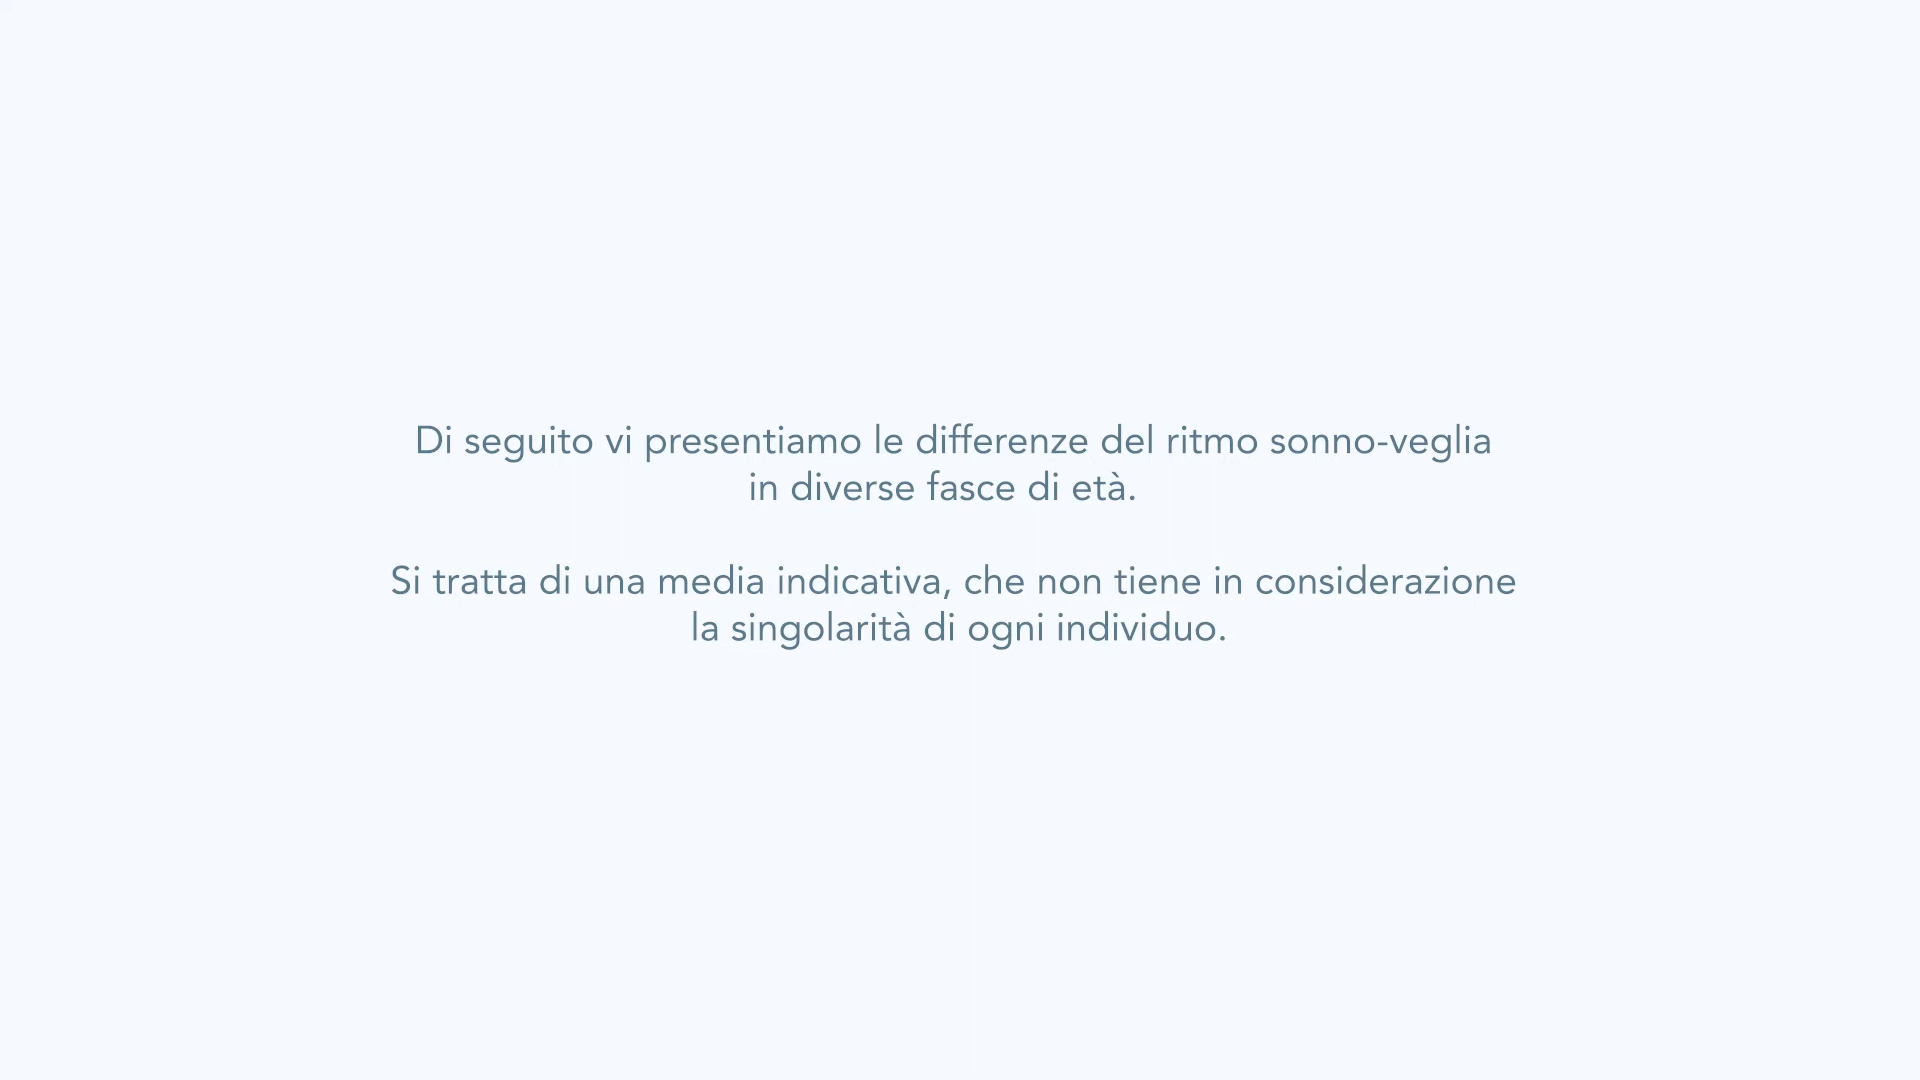 Di seguito vi presentiamo le differenze del ritmo sonno-veglia
in diverse fasce di età.
Si tratta di una media indicativa, che non tiene in considerazione
la singolarità di ogni individuo.